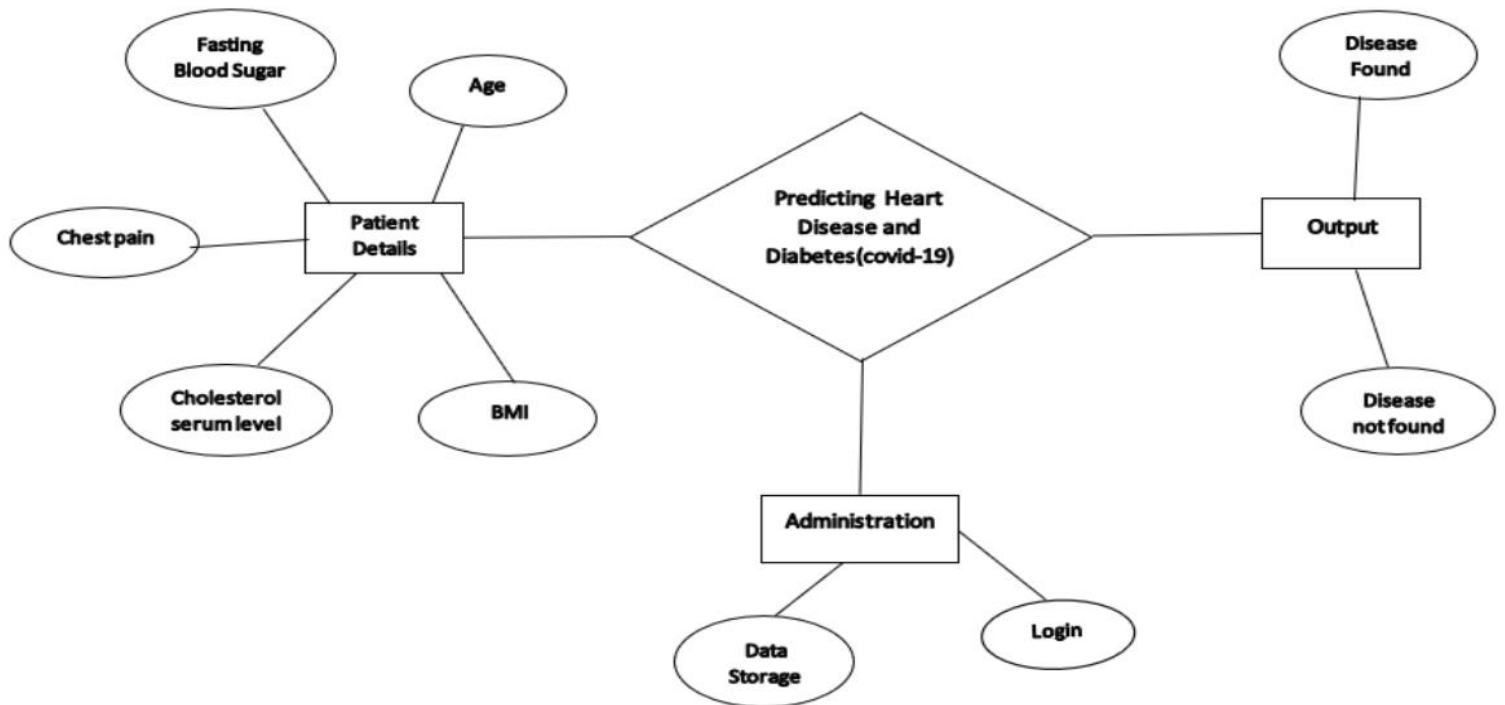 Fasting
Blood Sugar
Age
Chest pain
Patient
Details
Cholesterol
serum level
BMI
Predicting Heart
Disease and
Diabetes(covid-19)
Disease
Found
Output
Disease
not found
Administration
Data
Storage
Login